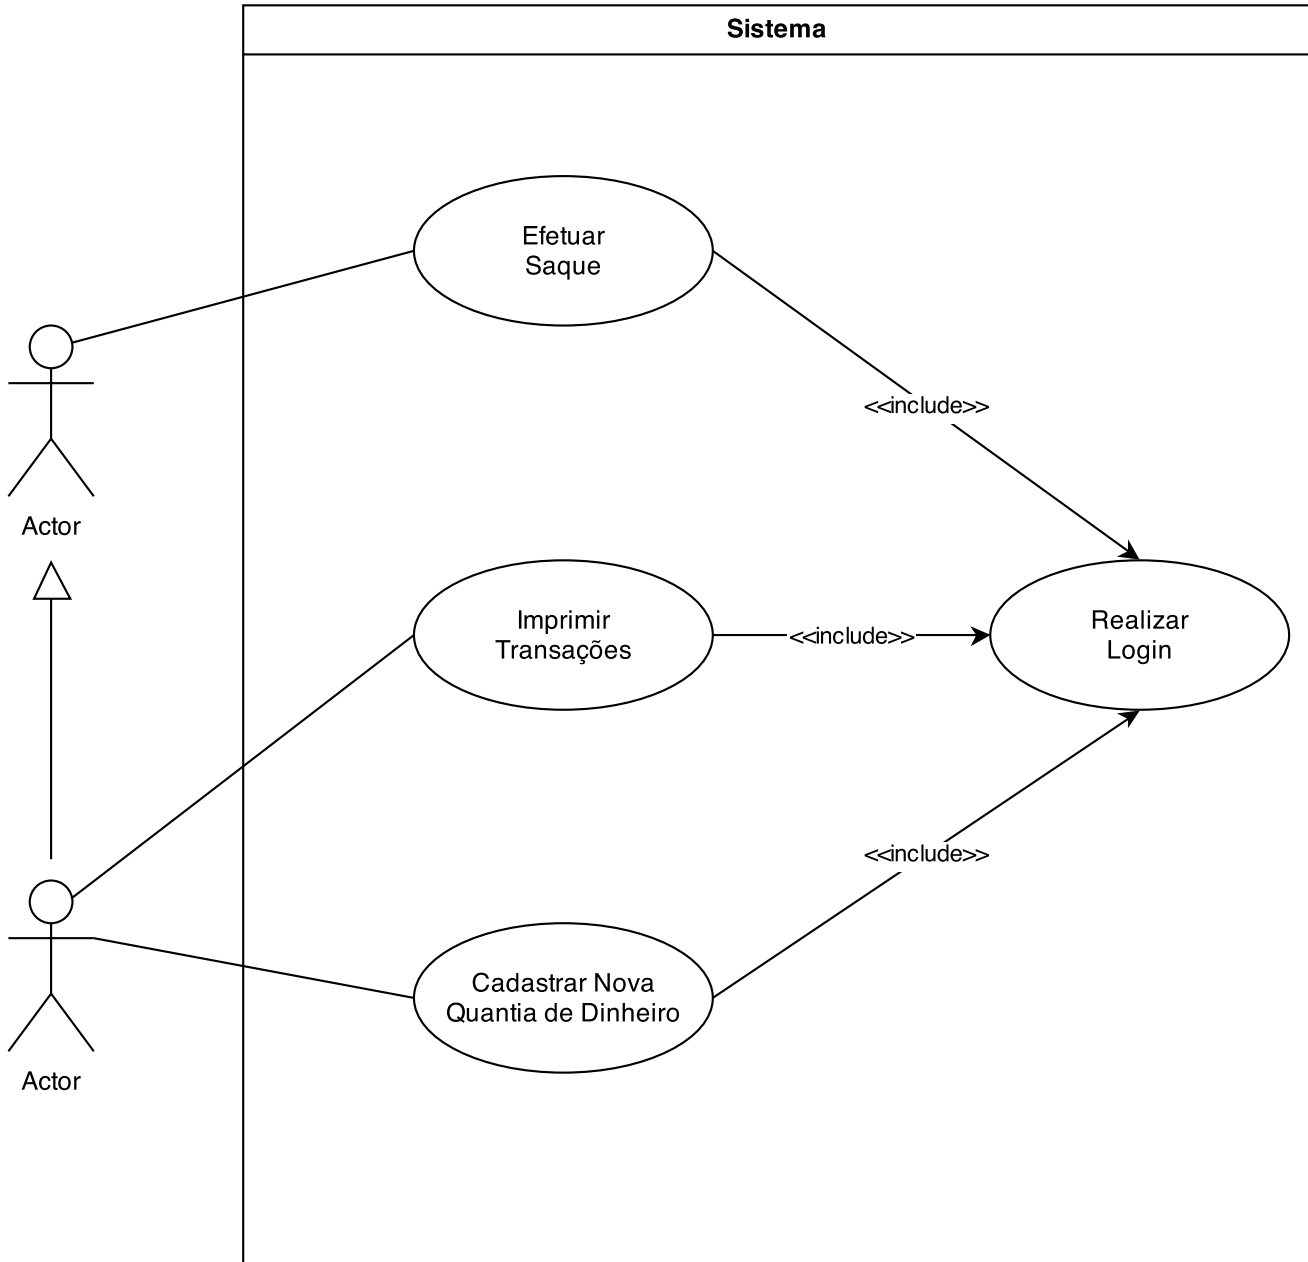 Sistema
Efetuar
Saque
<<include>>
Actor
Imprimir
Transações
<<include>>
Realizar
Login
<<include>>
Cadastrar Nova
Quantia de Dinheiro
Actor